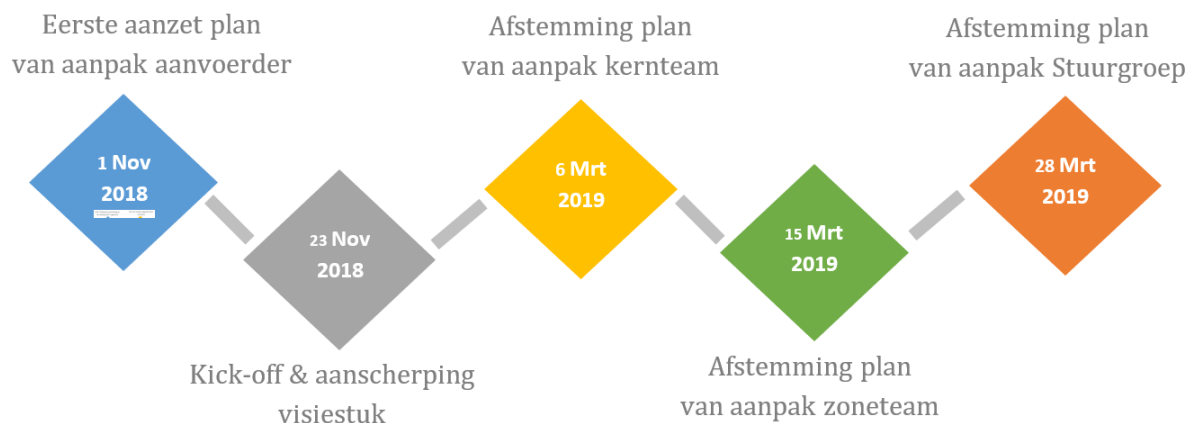 Eerste aanzet plan
van aanpak aanvoerder
1 Nov
2018
23 Nov
2018
Kick-off & aanscherping
visiestuk
Afstemming plan
van aanpak kernteam
6 Mrt
2019
15 Mrt
2019
Afstemming plan
van aanpak zoneteam
Afstemming plan
van aanpak Stuurgroep
28 Mrt
2019